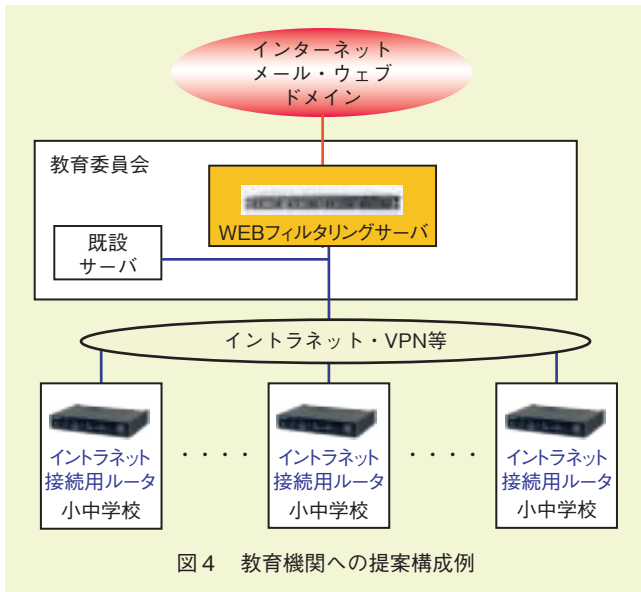 インターネット
メール・ウェブ
ドメイン
教育委員会
WEBフィルタリングサーバ
既設
サーバ
イントラネット・VPN等
イントラネット
接続用ルータ
小中学校
・・・・
イントラネット
接続用ルータ
小中学校
・・・・
イントラネット
接続用ルータ
小中学校
図4 教育機関への提案構成例